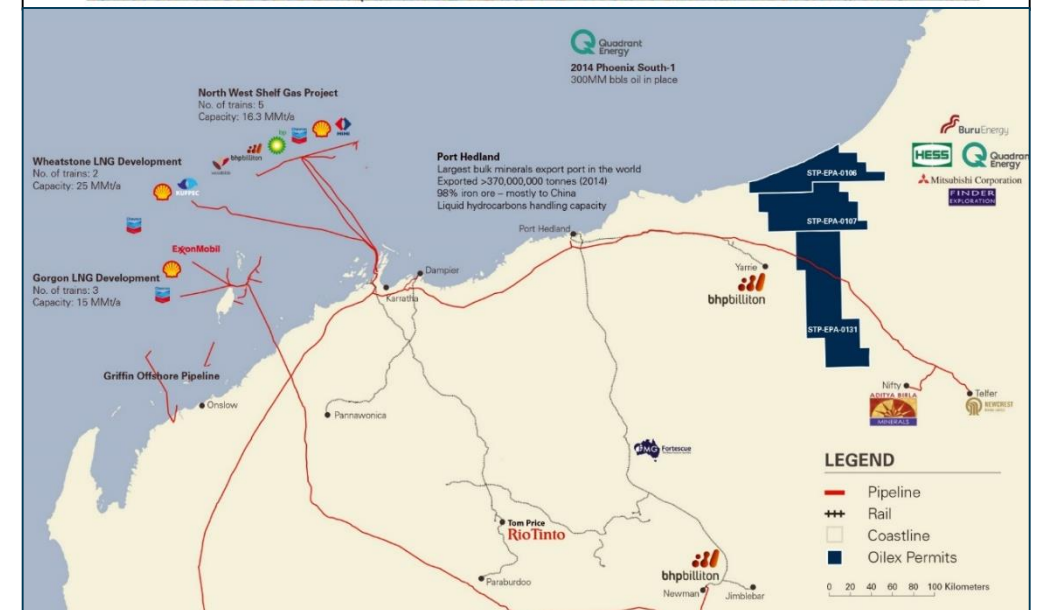 Quadrant
Energy
2014 Phoenix South-1
300MM bbls oil in place
North West Shelf Gas Project
No. of trains: 5
Capacity: 16.3 MMt/a
bp
bhpbilliton
Wheatstone LNG Development
No. of trains: 2
Capacity: 25 MMt/a
KUFPEC
Port Hedland
Largest bulk minerals export port in the world
Exported >370,000,000 tonnes (2014)
98% iron ore – mostly to China
Liquid hydrocarbons handling capacity
BuruEnergy
HESS
Quadran
Energy
Mitsubishi Corporation
FINDER
EXPLORATION
STP-EPA-0106
STP-EPA-0107
STP-EPA-0131
Port Hedland
ExxonMobil
Gorgon LNG Development
No. of trains: 3
Capacity: 15 MMt/a
Dampier
Karratha
Yarrie
bhpbilliton
Griffin Offshore Pipeline
Onslow
Pannawonica
Nifty
ADITYA BIRLA
MINERALS
Telfer
NEWCREST
FMG Fortescue
Tom Price
RioTinto
Paraburdoo
bhpbilliton
Newman
Jimblebar
LEGEND
Pipeline
Rail
Coastline
Oilex Permits
0 20 40 60 80 100 Kilometers